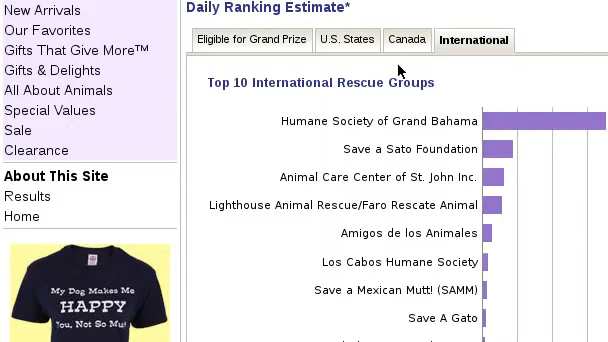 New Arrivals
Our Favorites
Gifts That Give More™
Gifts & Delights
All About Animals
Special Values
Sale
Clearance
About This Site
Results
Home
My Dog Makes Me
HAPPY
You, Not So Much
Daily Ranking Estimate*
Eligible for Grand Prize U.S. States Canada International
Top 10 International Rescue Groups
Humane Society of Grand Bahama
Save a Sato Foundation
Animal Care Center of St. John Inc.
Lighthouse Animal Rescue/Faro Rescate Animal
Amigos de los Animales
Los Cabos Humane Society
Save a Mexican Mutt! (SAMM)
Save A Gato